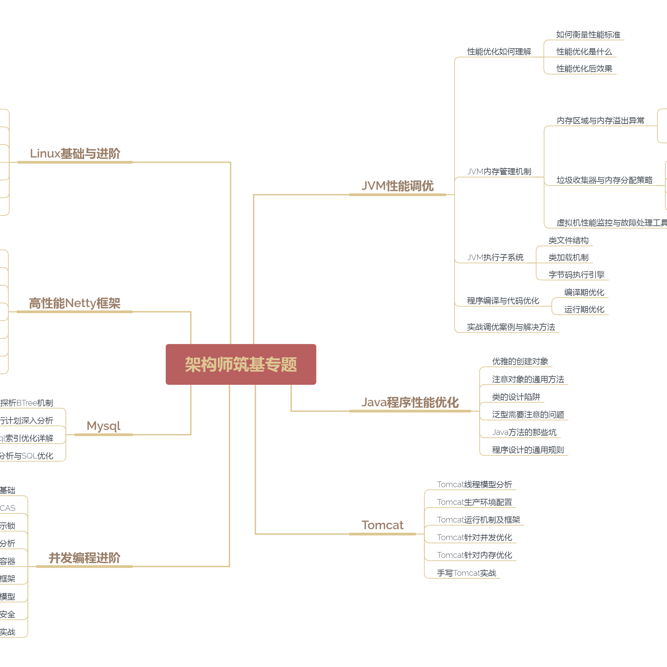 架构师筑基专题
Linux基础与进阶
高性能Netty框架
Mysql
探析BTree机制
行计划深入分析
ql索引优化详解
分析与SQL优化
并发编程进阶
基础
CAS
示锁
分析
容器
框架
模型
安全
实战
JVM性能调优
性能优化如何理解
如何衡量性能标准
性能优化是什么
性能优化后效果
JVM内存管理机制
内存区域与内存溢出异常
垃圾收集器与内存分配策略
虚拟机性能监控与故障处理工具
JVM执行子系统
类文件结构
类加载机制
字节码执行引擎
程序编译与代码优化
编译期优化
运行期优化
实战调优案例与解决方法
Java程序性能优化
优雅的创建对象
注意对象的通用方法
类的设计陷阱
泛型需要注意的问题
Java方法的那些坑
程序设计的通用规则
Tomcat
Tomcat线程模型分析
Tomcat生产环境配置
Tomcat运行机制及框架
Tomcat针对并发优化
Tomcat针对内存优化
手写Tomcat实战